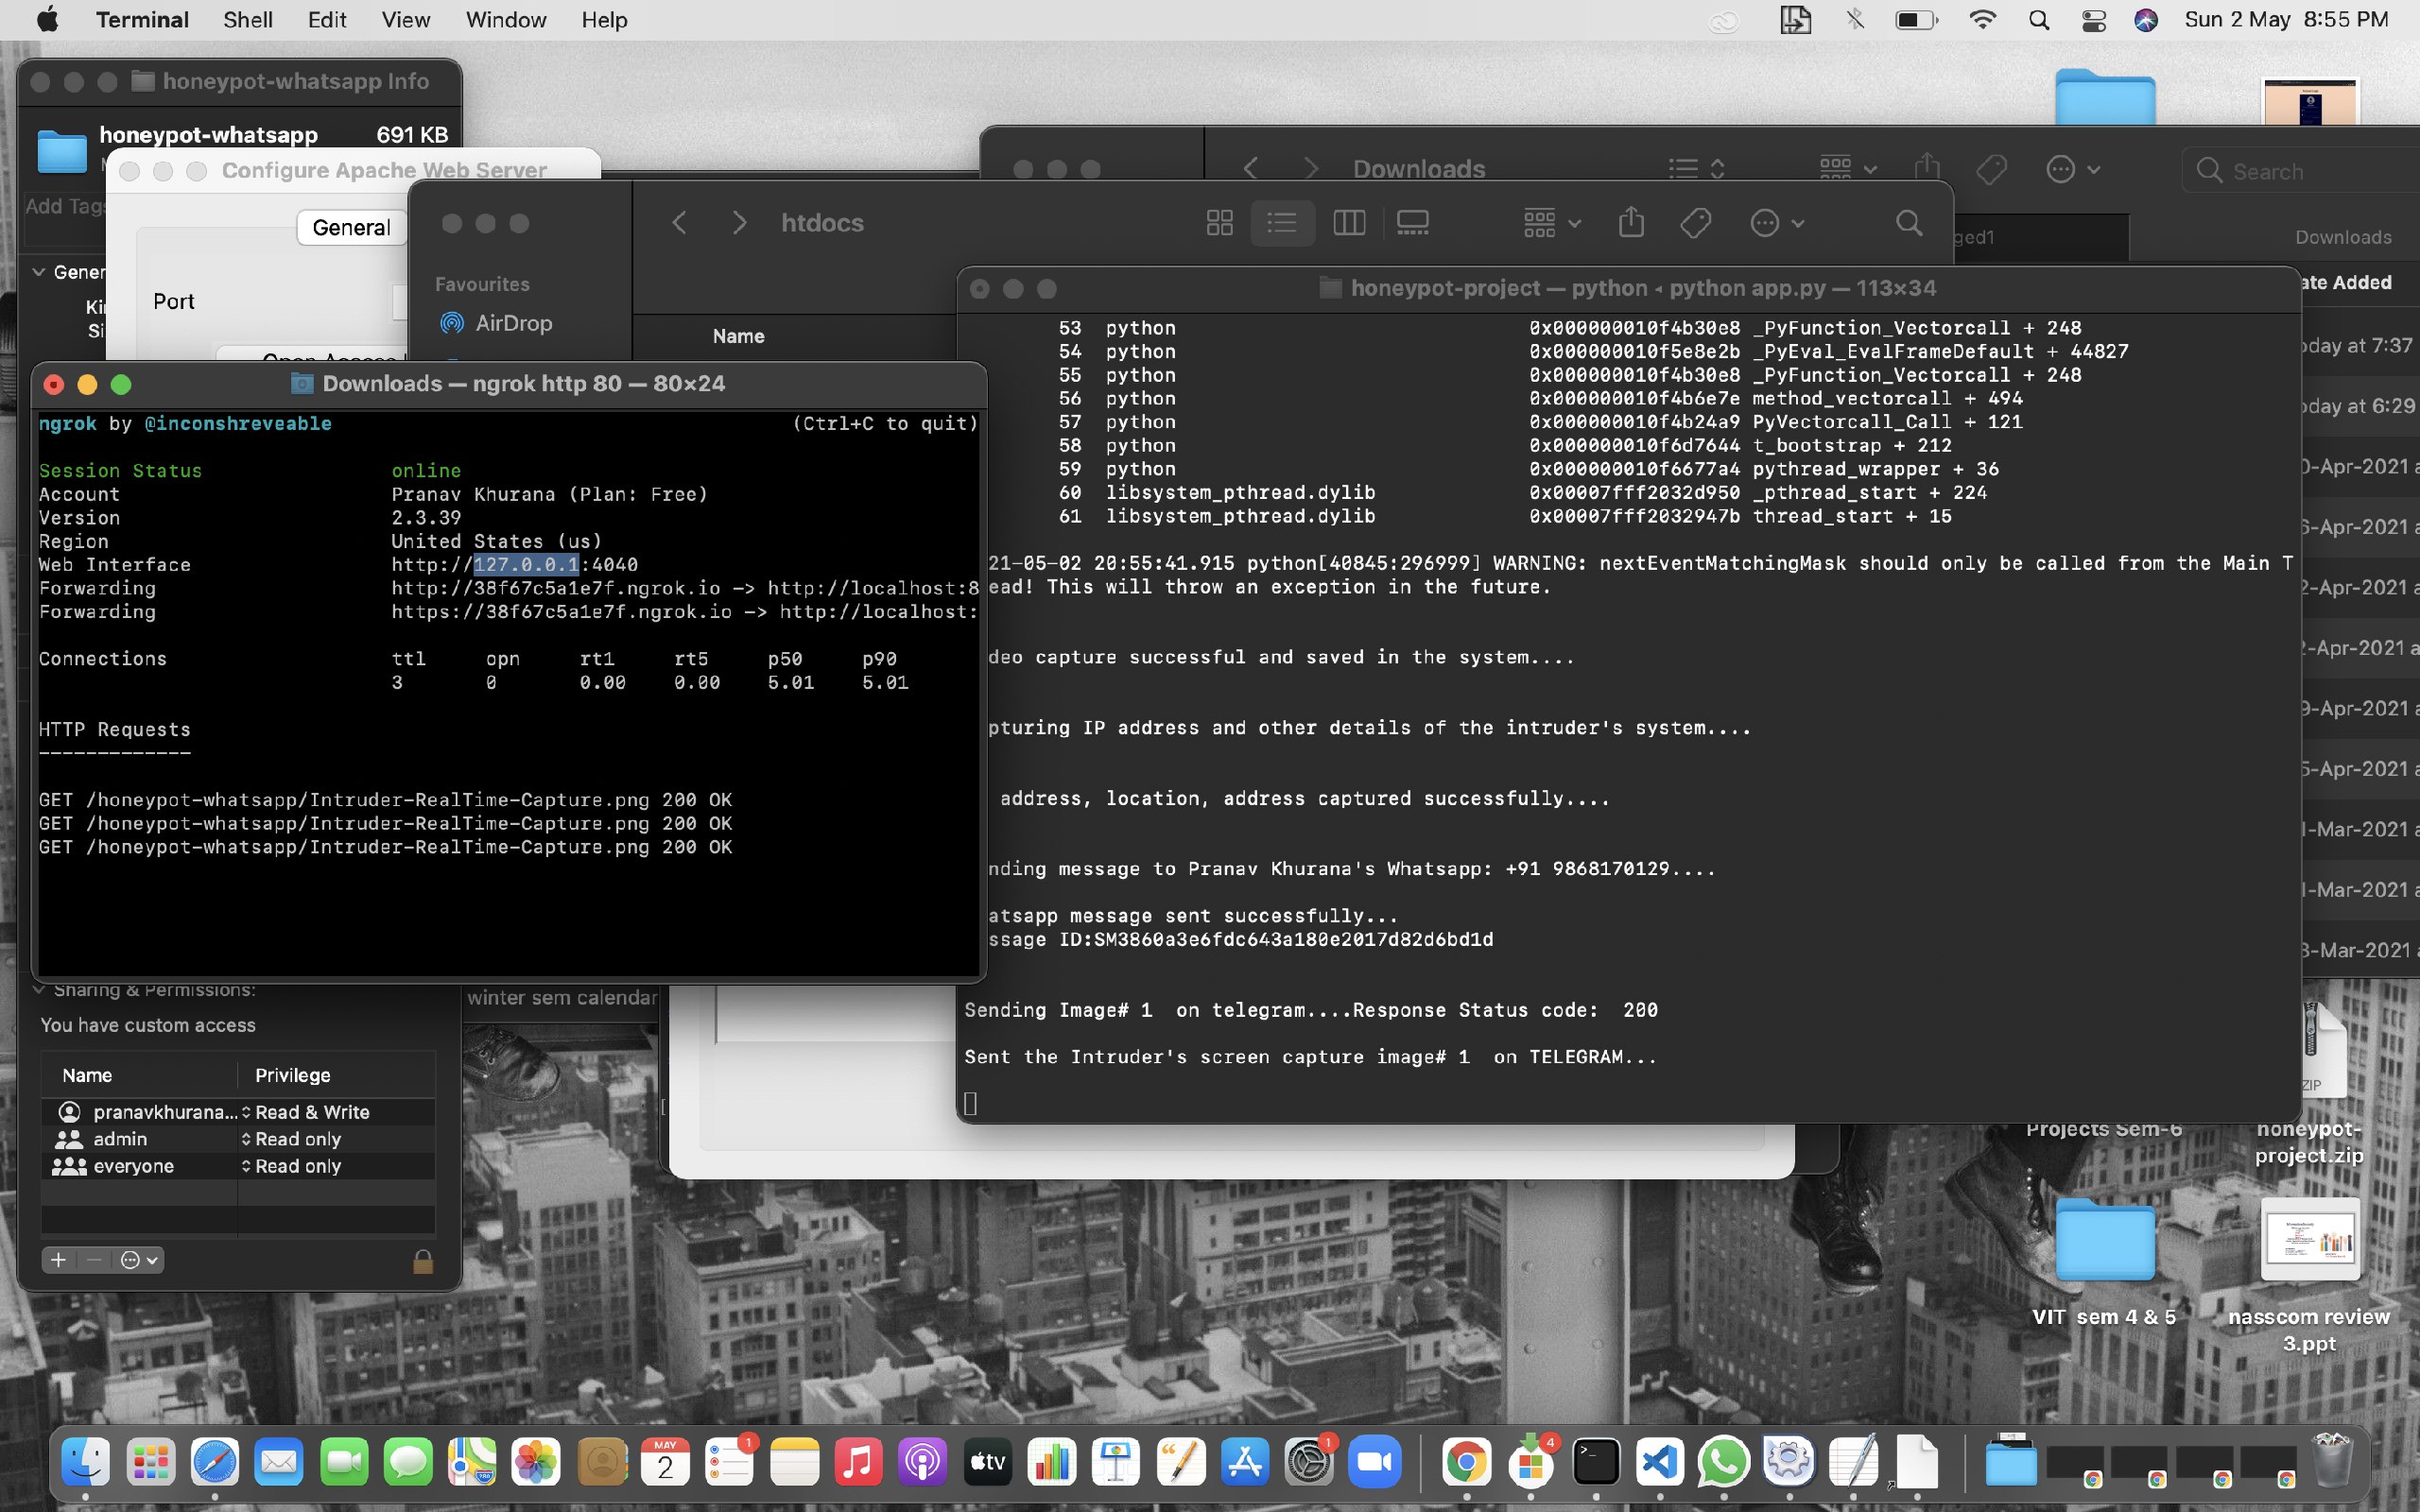 Terminal Shell Edit View Window Help Sun 2 May 8:55 PM
honeypot-whatsapp Info
honeypot-whatsapp 691 KB
Add Tags
Configure Apache Web Server
General
Port
htdocs
Favourites
AirDrop
Name
Downloads
Search
Downloads
Downloads — ngrok http 80 — 80×24
ngrok by @inconshreveable (Ctrl+C to quit)
Session Status online
Account Pranav Khurana (Plan: Free)
Version 2.3.39
Region United States (us)
Web Interface http://127.0.0.1:4040
Forwarding http://38f67c5a1e7f.ngrok.io -> http://localhost:8
Forwarding https://38f67c5a1e7f.ngrok.io -> http://localhost:
Connections ttl opn rt1 rt5 p50 p90
3 0 0.00 0.00 5.01 5.01
HTTP Requests
-------------
GET /honeypot-whatsapp/Intruder-RealTime-Capture.png 200 OK
GET /honeypot-whatsapp/Intruder-RealTime-Capture.png 200 OK
GET /honeypot-whatsapp/Intruder-RealTime-Capture.png 200 OK
honeypot-project — python ◂ python app.py — 113×34
53 python 0x000000010f4b30e8 _PyFunction_Vectorcall + 248
54 python 0x000000010f5e8e2b _PyEval_EvalFrameDefault + 44827
55 python 0x000000010f4b30e8 _PyFunction_Vectorcall + 248
56 python 0x000000010f4b6e7e method_vectorcall + 494
57 python 0x000000010f4b24a9 PyVectorcall_Call + 121
58 python 0x000000010f6d7644 t_bootstrap + 212
59 python 0x000000010f6677a4 pythread_wrapper + 36
60 libsystem_pthread.dylib 0x00007fff2032d950 _pthread_start + 224
61 libsystem_pthread.dylib 0x00007fff2032947b thread_start + 15
21-05-02 20:55:41.915 python[40845:296999] WARNING: nextEventMatchingMask should only be called from the Main T
ead! This will throw an exception in the future.
deo capture successful and saved in the system....
pturing IP address and other details of the intruder's system....
address, location, address captured successfully....
nding message to Pranav Khurana's Whatsapp: +91 9868170129....
atsapp message sent successfully...
ssage ID:SM3860a3e6fdc643a180e2017d82d6bd1d
Sending Image# 1 on telegram....Response Status code: 200
Sent the Intruder's screen capture image# 1 on TELEGRAM...
ate Added
oday at 7:37
oday at 6:29
0-Apr-2021 a
6-Apr-2021 a
2-Apr-2021 a
2-Apr-2021 a
9-Apr-2021 a
5-Apr-2021 a
1-Mar-2021 a
1-Mar-2021 a
3-Mar-2021 a
Sharing & Permissions:
You have custom access
Name Privilege
pranavkhurana... Read & Write
admin Read only
everyone Read only
winter sem calendar
ZIP
Projects Sem-6
honeypot-
project.zip
VIT sem 4 & 5
nasscom review
3.ppt
MAY
2
1
tv
1
4